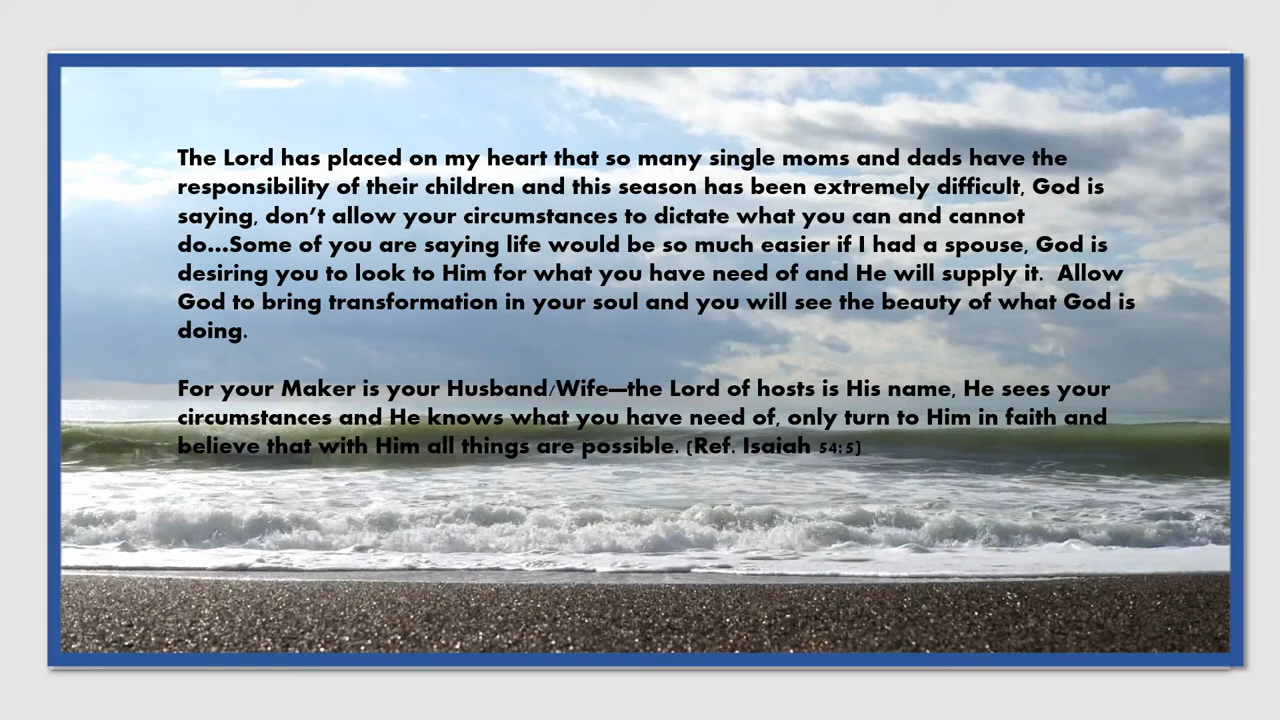 The Lord has placed on my heart that so many single moms and dads have the
responsibility of their children and this season has been extremely difficult, God is
saying, don’t allow your circumstances to dictate what you can and cannot
do...Some of you are saying life would be so much easier if I had a spouse, God is
desiring you to look to Him for what you have need of and He will supply it.  Allow
God to bring transformation in your soul and you will see the beauty of what God is
doing.
For your Maker is your Husband/Wife—the Lord of hosts is His name, He sees your
circumstances and He knows what you have need of, only turn to Him in faith and
believe that with Him all things are possible. (Ref. Isaiah 54:5)